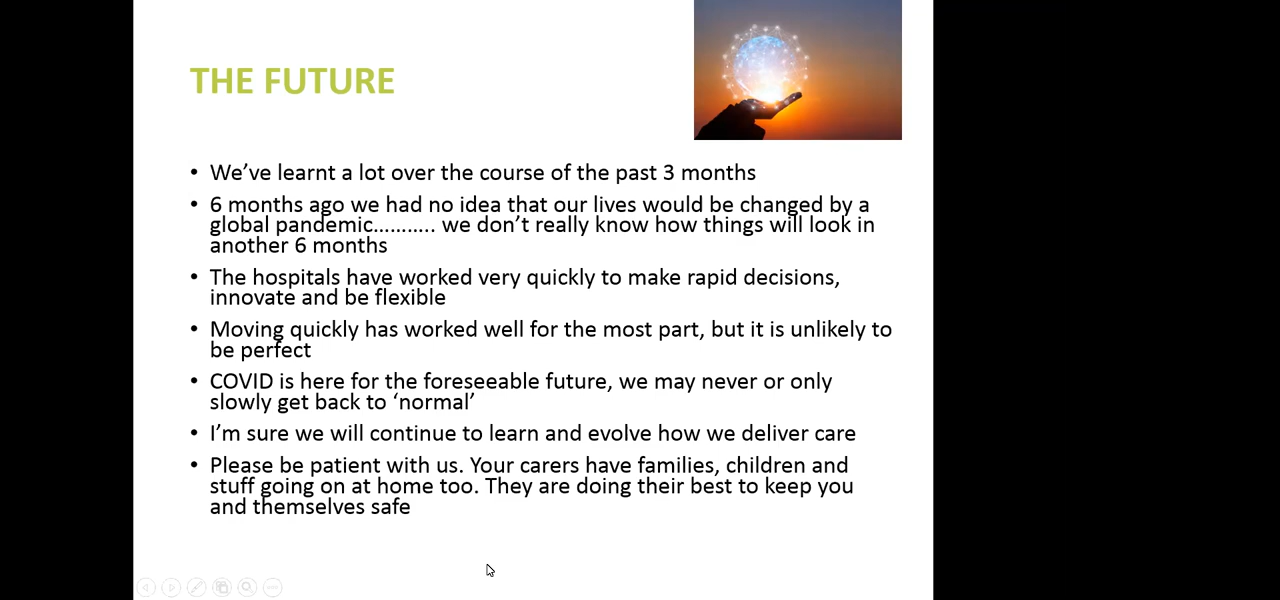 THE FUTURE
• We’ve learnt a lot over the course of the past 3 months
• 6 months ago we had no idea that our lives would be changed by a
global pandemic……….. we don’t really know how things will look in
another 6 months
• The hospitals have worked very quickly to make rapid decisions,
innovate and be flexible
• Moving quickly has worked well for the most part, but it is unlikely to
be perfect
• COVID is here for the foreseeable future, we may never or only
slowly get back to ‘normal’
• I’m sure we will continue to learn and evolve how we deliver care
• Please be patient with us. Your carers have families, children and
stuff going on at home too. They are doing their best to keep you
and themselves safe